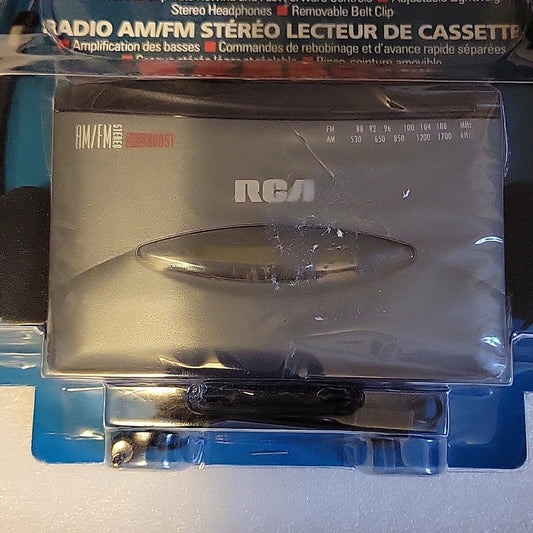 Stereo Headphones ■ Removable Belt Clip
RADIO AM/FM STÉRÉO LECTEUR DE CASSETTE
■ Amplification des basses ■ Commandes de rebobinage et d'avance rapide séparées
AM/FM STEREO
BOOST
FM 88 92 96 100 104 108 MHz
AM 530 650 850 1200 1700 kHz
RCA